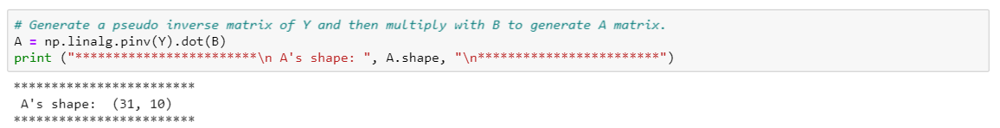 # Generate a pseudo inverse matrix of Y and then multiply with B to generate A matrix.
A = np.linalg.pinv(Y).dot(B)
print ("************************\n A's shape: ", A.shape, "\n************************")
************************
 A's shape:  (31, 10)
************************